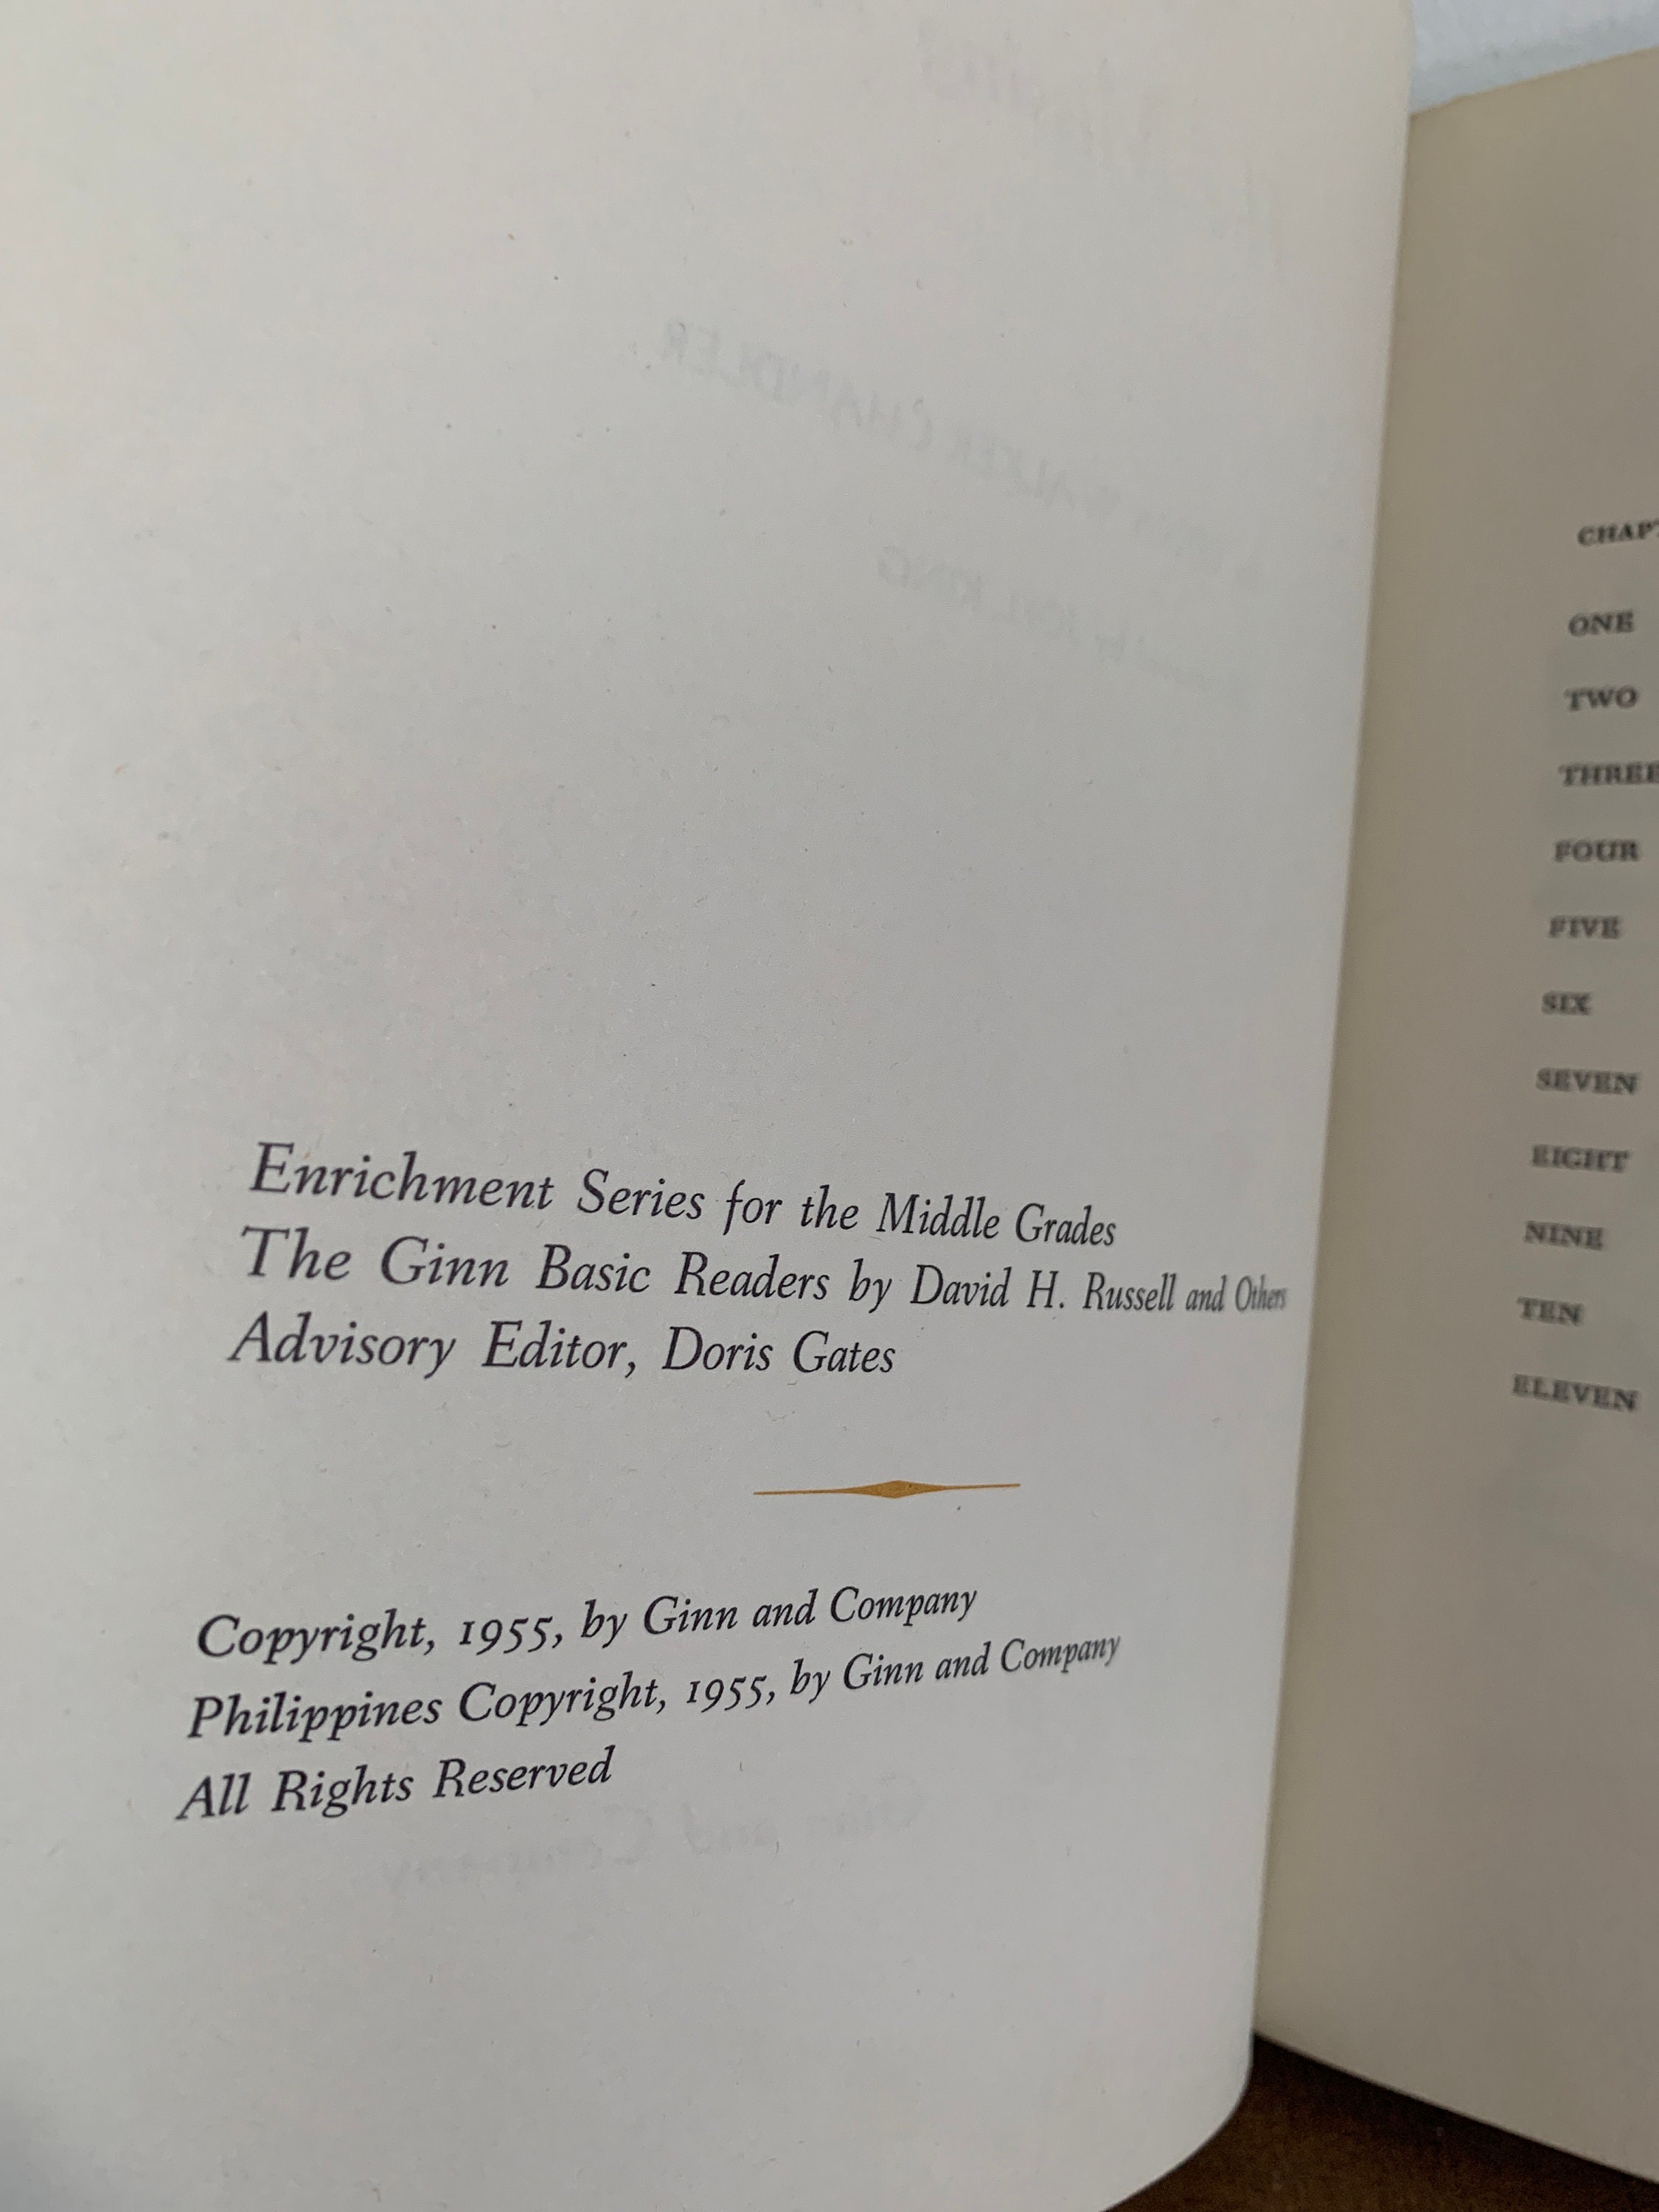 Enrichment Series for the Middle Grades
The Ginn Basic Readers by David H. Russell and Others
Advisory Editor, Doris Gates
Copyright, 1955, by Ginn and Company
Philippines Copyright, 1955, by Ginn and Company
All Rights Reserved
ONE
TWO
THREE
FOUR
FIVE
SIX
SEVEN
EIGHT
NINE
TEN
ELEVEN